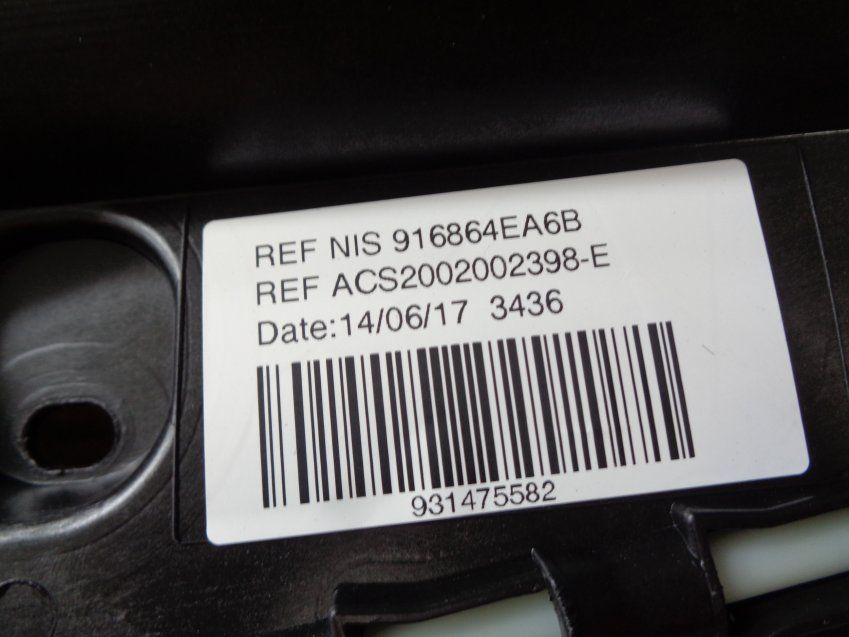 REF NIS 916864EA6B
REF ACS2002002398-E
Date:14/06/17 3436
931475582